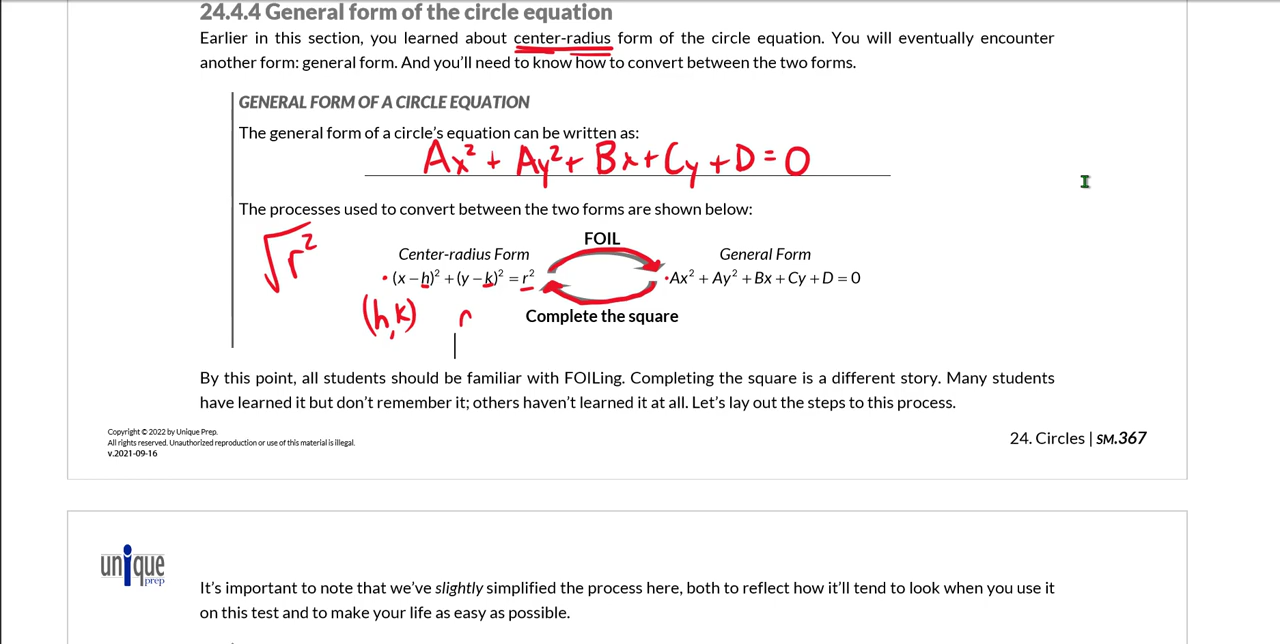 24.4.4 General form of the circle equation
Earlier in this section, you learned about center-radius form of the circle equation. You will eventually encounter
another form: general form. And you'll need to know how to convert between the two forms.
GENERAL FORM OF A CIRCLE EQUATION
The general form of a circle's equation can be written as:
Ax² + Ay² + Bx + Cy + D = 0
The processes used to convert between the two forms are shown below:
√r²
FOIL
Center-radius Form
General Form
• (x − h)² + (y − k)² = r²
• Ax² + Ay² + Bx + Cy + D = 0
(h, k) r
Complete the square
By this point, all students should be familiar with FOILing. Completing the square is a different story. Many students
have learned it but don't remember it; others haven't learned it at all. Let's lay out the steps to this process.
Copyright © 2022 by Unique Prep.
All rights reserved. Unauthorized reproduction or use of this material is illegal.
v.2021-09-16
24. Circles | SM.367
unique
prep
It's important to note that we've slightly simplified the process here, both to reflect how it'll tend to look when you use it
on this test and to make your life as easy as possible.